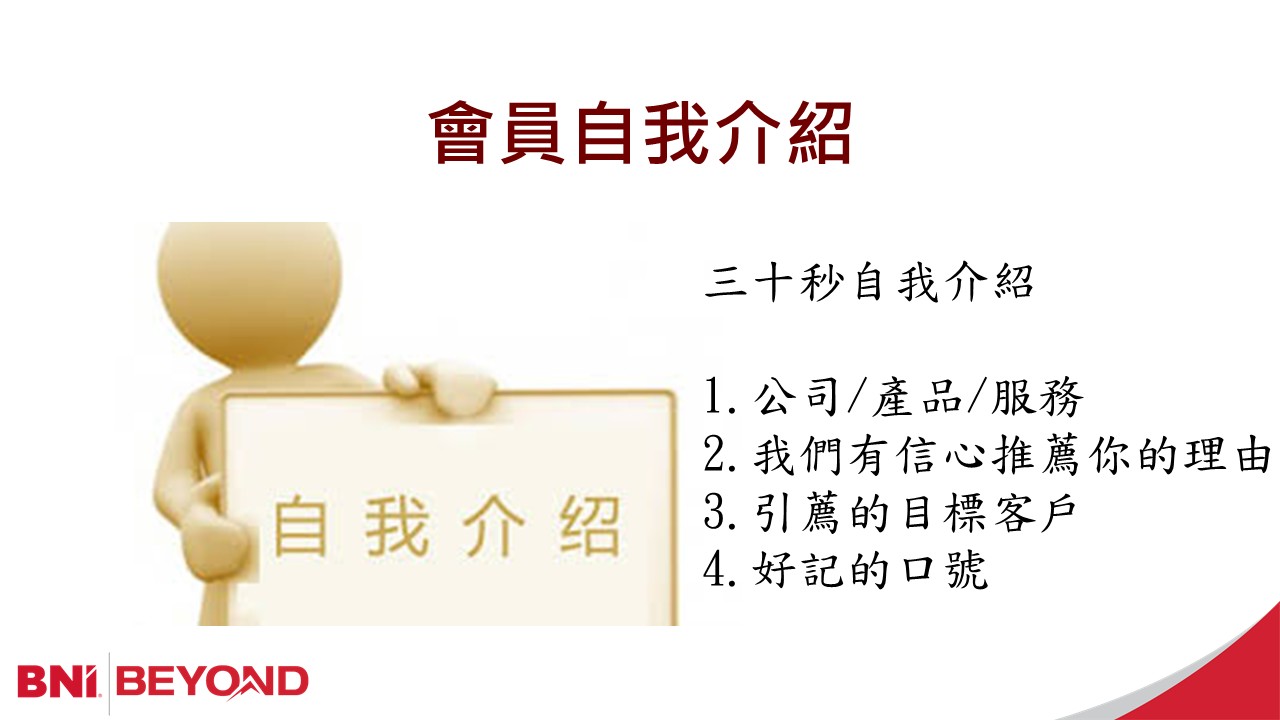 會員自我介紹
三十秒自我介紹
1.公司/產品/服務
2.我們有信心推薦你的理由
3.引薦的目標客戶
4.好記的口號
自我介绍
BNI BEYOND